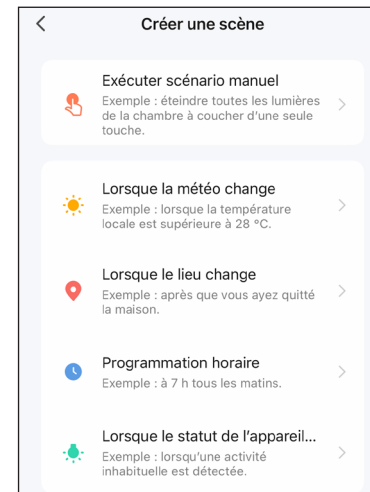 Créer une scène
Exécuter scénario manuel
Exemple : éteindre toutes les lumières
de la chambre à coucher d'une seule
touche.
Lorsque la météo change
Exemple : lorsque la température
locale est supérieure à 28 °C.
Lorsque le lieu change
Exemple : après que vous ayez quitté
la maison.
Programmation horaire
Exemple : à 7 h tous les matins.
Lorsque le statut de l'appareil...
Exemple : lorsqu'une activité
inhabituelle est détectée.